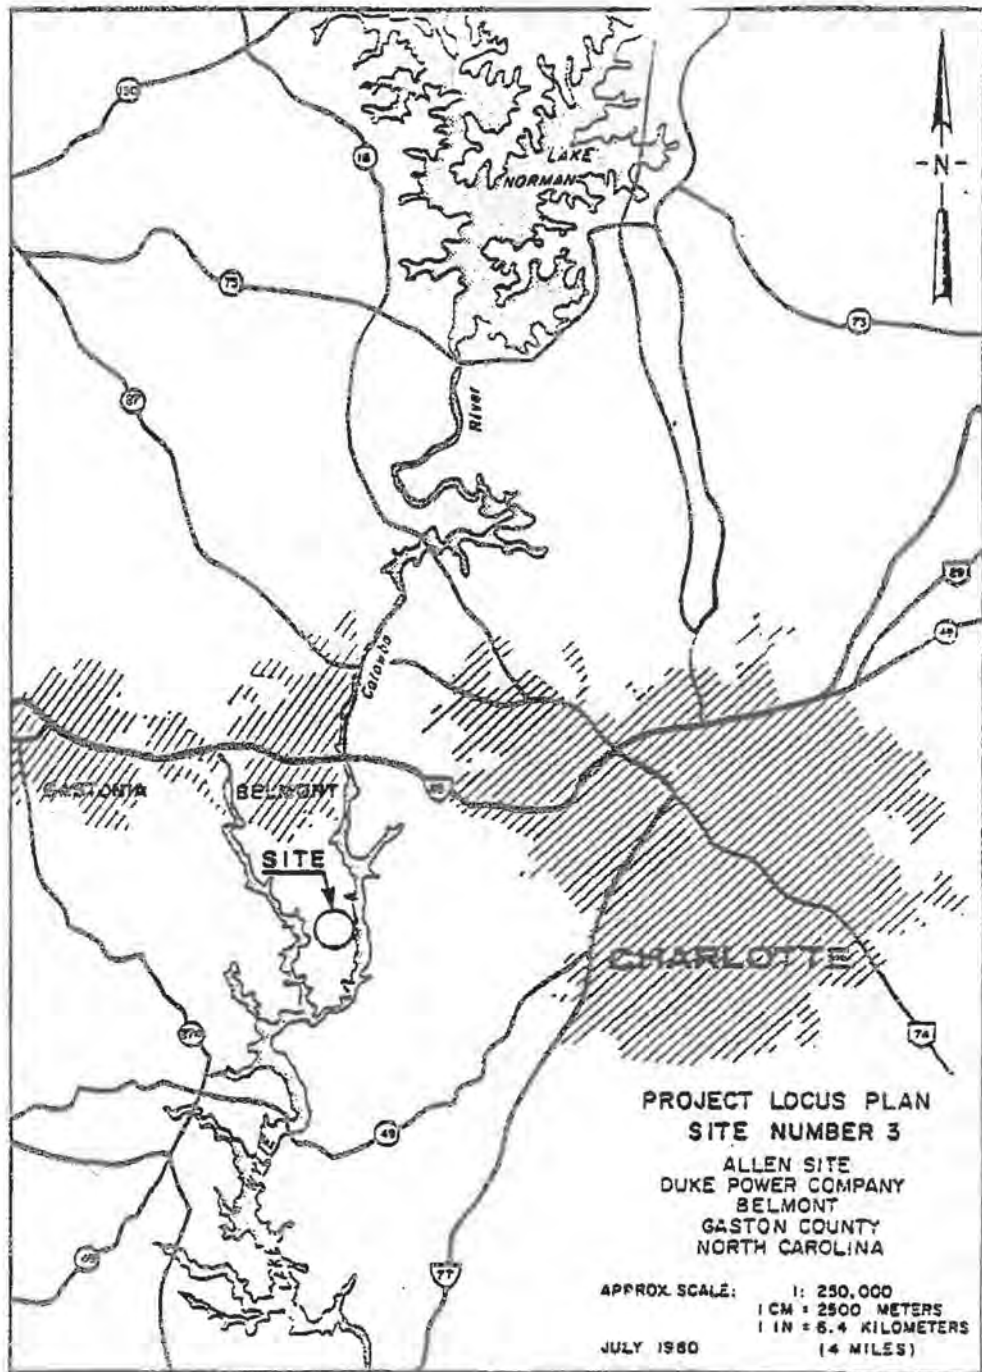 16
LAKE
NORMAN
-N-
73
73
River
29
49
Catawba
GASTONIA
BELMONT
85
SITE
CHARLOTTE
74
49
WYLIE
LAKE
77
PROJECT LOCUS PLAN
SITE NUMBER 3
ALLEN SITE
DUKE POWER COMPANY
BELMONT
GASTON COUNTY
NORTH CAROLINA
APPROX. SCALE: 1: 250,000
1 CM = 2500 METERS
1 IN = 6.4 KILOMETERS
JULY 1980 (4 MILES)